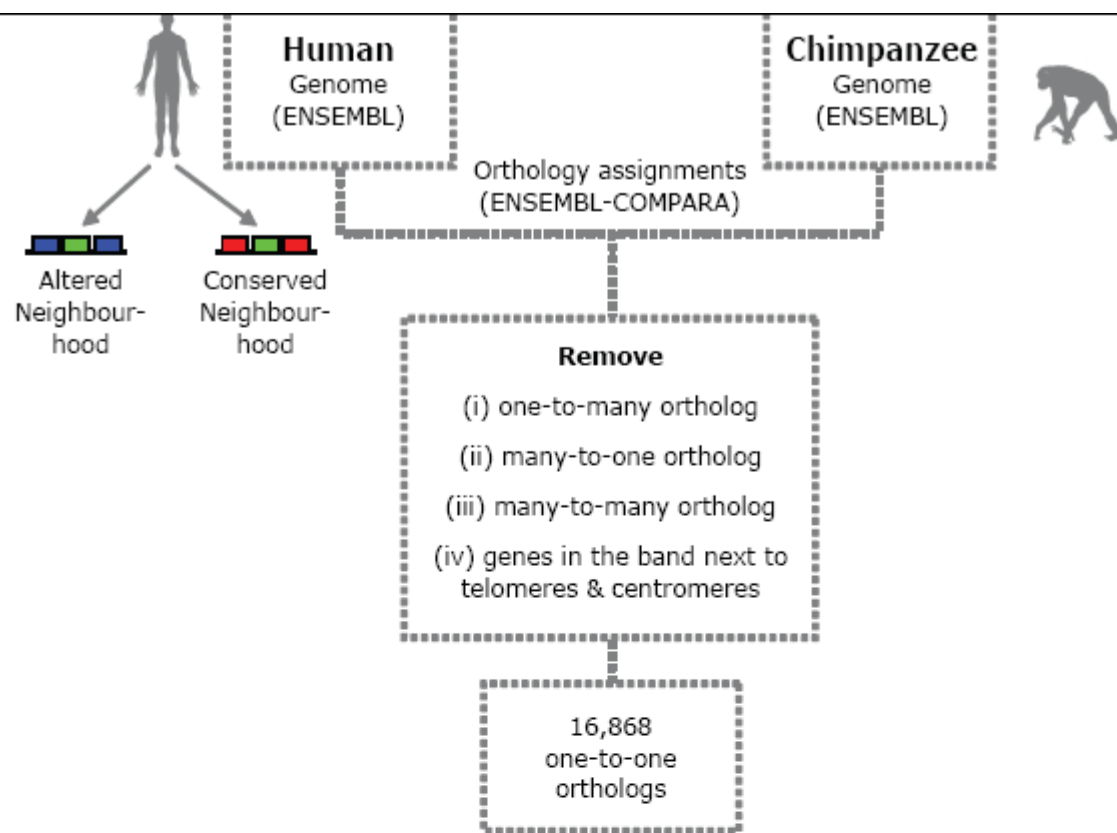 Human
Genome
(ENSEMBL)
Chimpanzee
Genome
(ENSEMBL)
Orthology assignments
(ENSEMBL-COMPARA)
Altered
Neighbour-
hood
Conserved
Neighbour-
hood
Remove
(i) one-to-many ortholog
(ii) many-to-one ortholog
(iii) many-to-many ortholog
(iv) genes in the band next to
telomeres & centromeres
16,868
one-to-one
orthologs